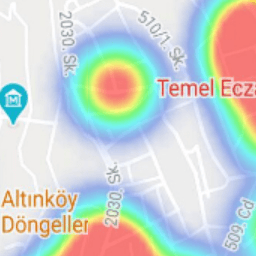 2030. Sk.
510/1. Sk.
Temel Ecza
Altınköy
Döngeller
2030. Sk.
509. Cd